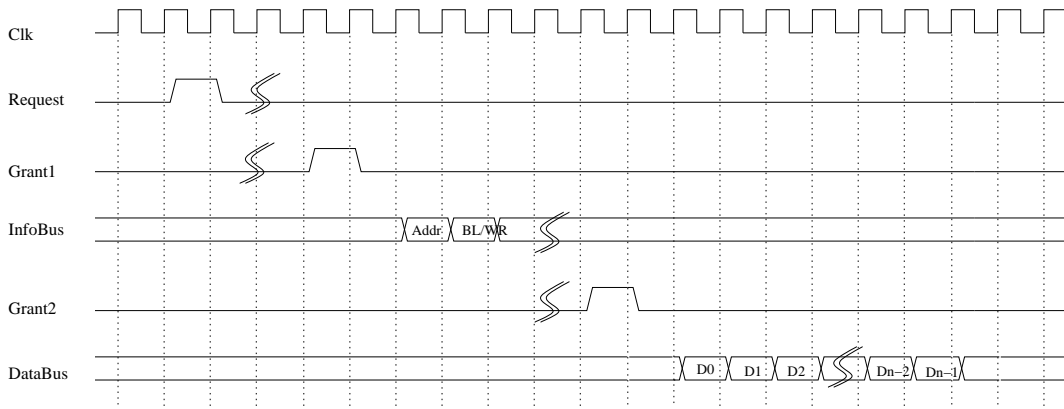 Clk
Request
Grant1
InfoBus
Addr
BL/WR
Grant2
DataBus
D0
D1
D2
Dn−2
Dn−1